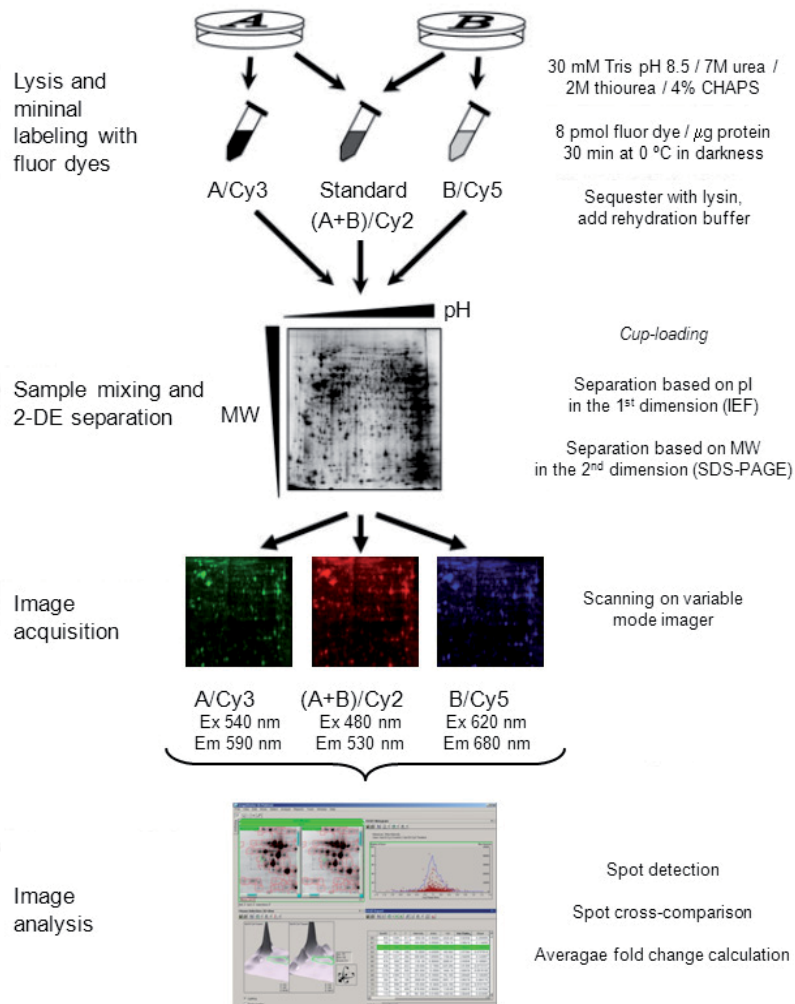 A
B
Lysis and
mininal
labeling with
fluor dyes
30 mM Tris pH 8.5 / 7M urea /
2M thiourea / 4% CHAPS
8 pmol fluor dye / μg protein
30 min at 0 ºC in darkness
Sequester with lysin,
add rehydration buffer
A/Cy3
Standard
(A+B)/Cy2
B/Cy5
pH
MW
Sample mixing and
2-DE separation
Cup-loading
Separation based on pI
in the 1st dimension (IEF)
Separation based on MW
in the 2nd dimension (SDS-PAGE)
Image
acquisition
Scanning on variable
mode imager
A/Cy3
Ex 540 nm
Em 590 nm
(A+B)/Cy2
Ex 480 nm
Em 530 nm
B/Cy5
Ex 620 nm
Em 680 nm
Image
analysis
Spot detection
Spot cross-comparison
Averagae fold change calculation